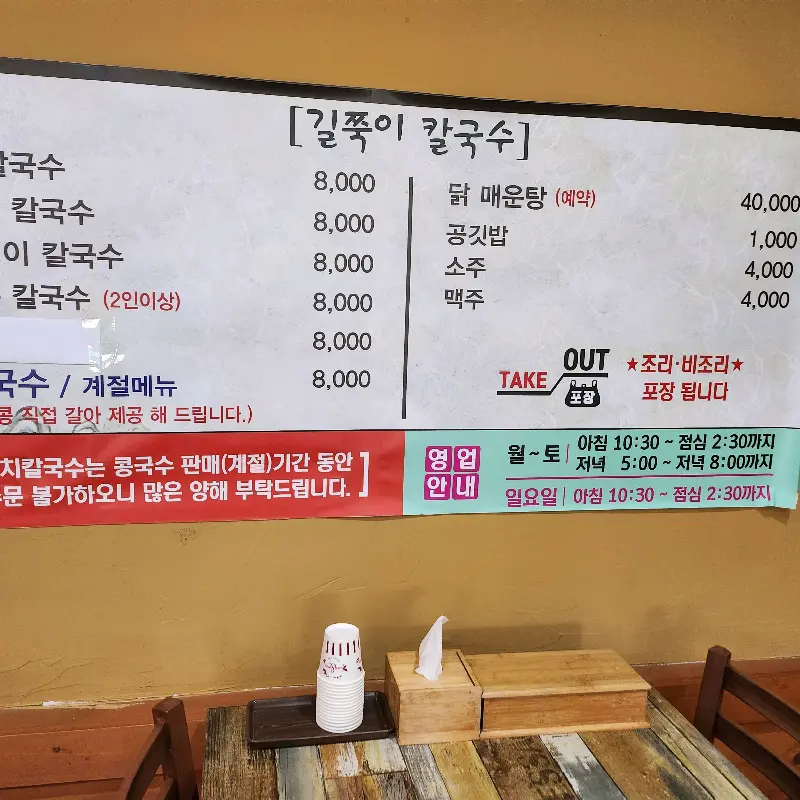 [길쭉이 칼국수]
칼국수 8,000
칼국수 8,000
이 칼국수 8,000
칼국수 (2인이상) 8,000
8,000
국수 / 계절메뉴 8,000
콩 직접 갈아 제공 해 드립니다.)
닭 매운탕 (예약) 40,000
공깃밥 1,000
소주 4,000
맥주 4,000
TAKE OUT 포장
★조리·비조리★
포장 됩니다
치칼국수는 콩국수 판매(계절)기간 동안
문 불가하오니 많은 양해 부탁드립니다. ]
영업안내
월~토 | 아침 10:30 ~ 점심 2:30까지
저녁 5:00 ~ 저녁 8:00까지
일요일 | 아침 10:30 ~ 점심 2:30까지